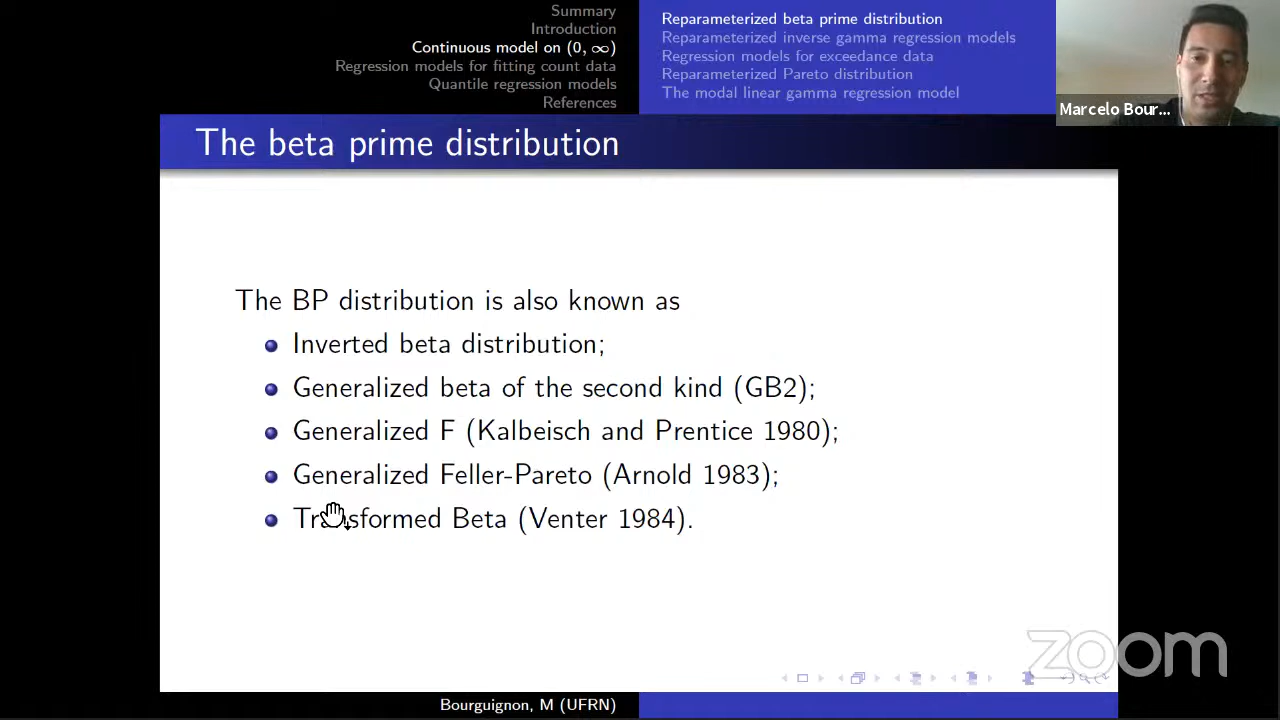 Summary
Introduction
Continuous model on (0, ∞)
Regression models for fitting count data
Quantile regression models
References
Reparameterized beta prime distribution
Reparameterized inverse gamma regression models
Regression models for exceedance data
Reparameterized Pareto distribution
The modal linear gamma regression model
Marcelo Bour...
The beta prime distribution
The BP distribution is also known as
Inverted beta distribution;
Generalized beta of the second kind (GB2);
Generalized F (Kalbeisch and Prentice 1980);
Generalized Feller-Pareto (Arnold 1983);
Transformed Beta (Venter 1984).
zoom
Bourguignon, M (UFRN)